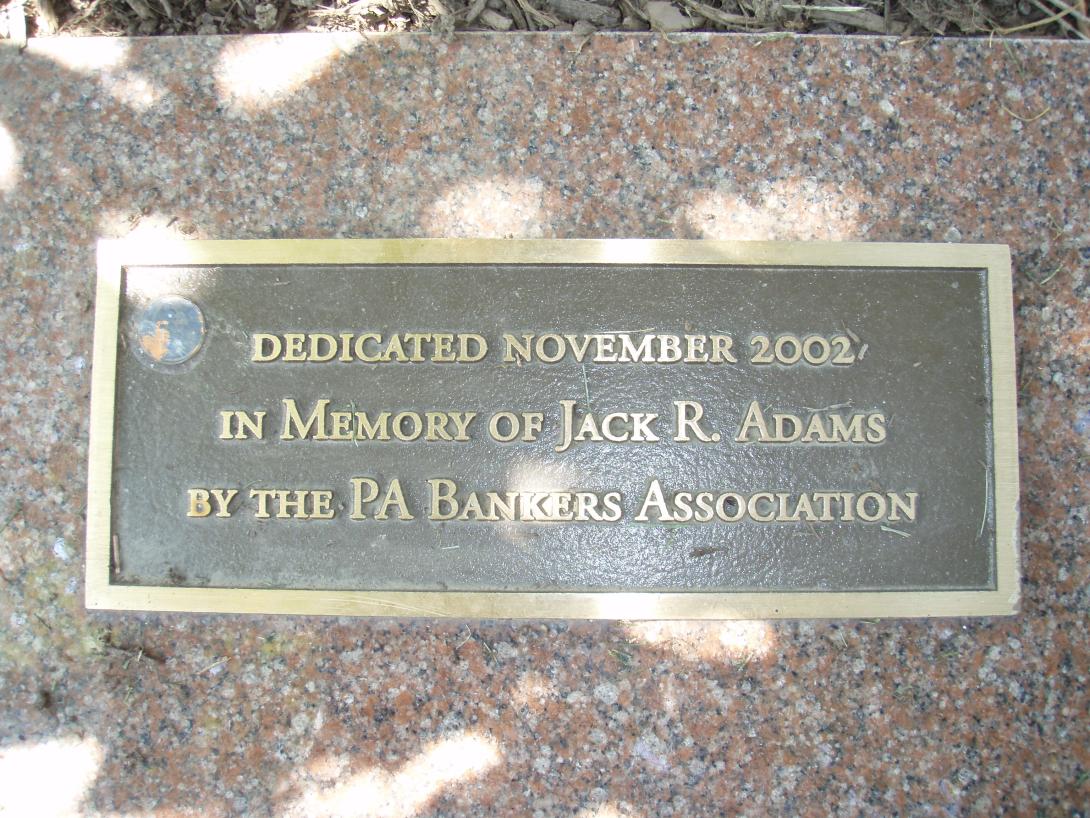 DEDICATED NOVEMBER 2002
IN MEMORY OF JACK R. ADAMS
BY THE PA BANKERS ASSOCIATION